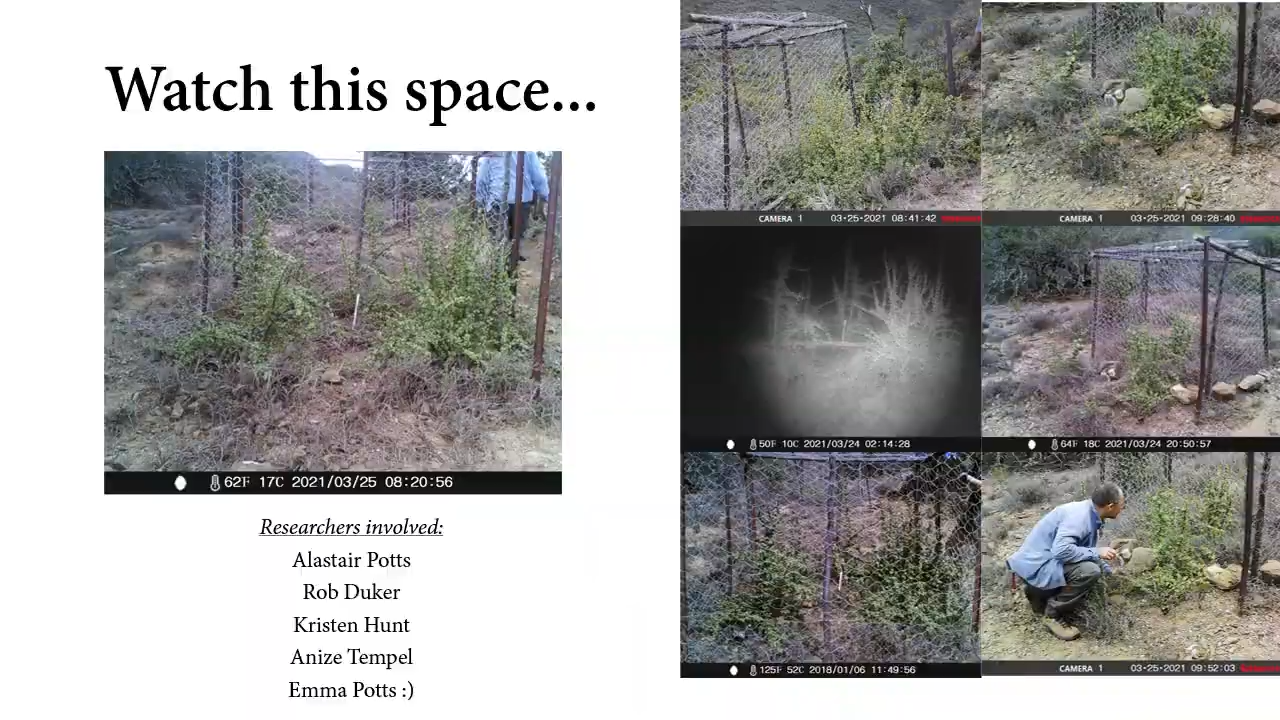 Watch this space...
62F 17C 2021/03/25 08:20:56
Researchers involved:
Alastair Potts
Rob Duker
Kristen Hunt
Anize Tempel
Emma Potts :)
CAMERA 1 03-25-2021 08:41:42
CAMERA 1 03-25-2021 09:28:40
50F 10C 2021/03/24 02:14:28
64F 18C 2021/03/24 20:50:57
125F 52C 2018/01/06 11:49:56
CAMERA 1 03-25-2021 09:52:03